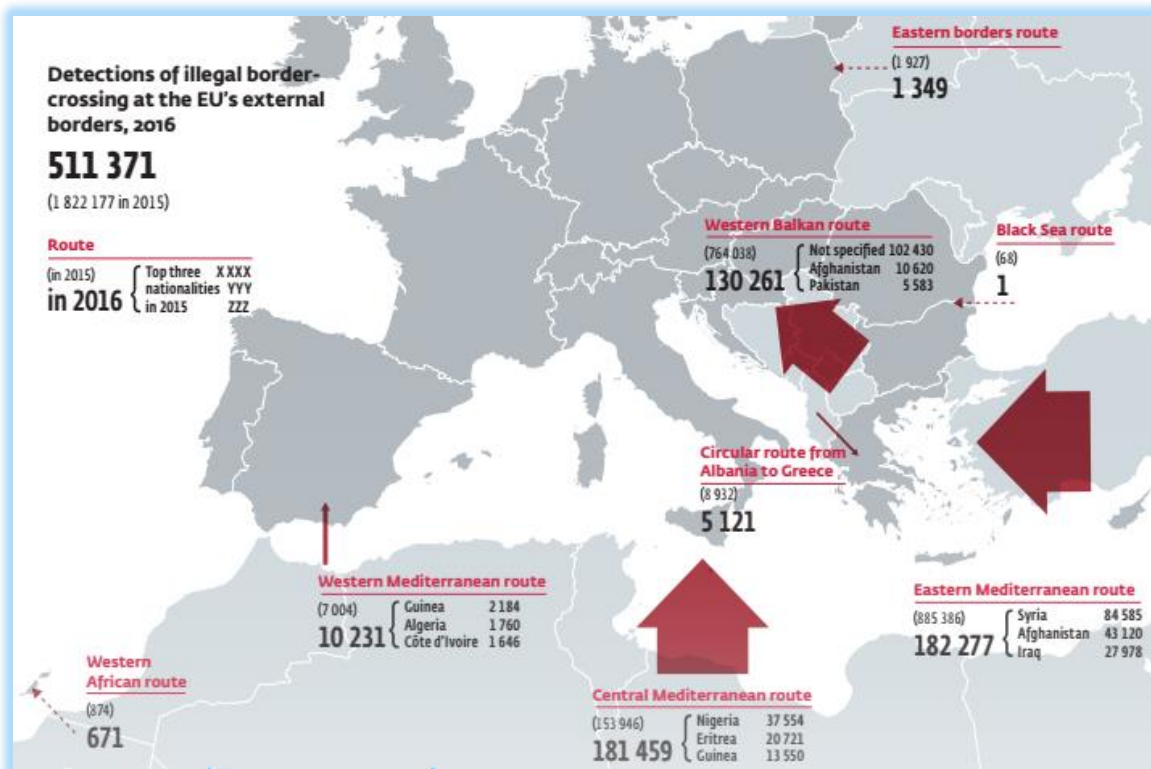 Detections of illegal border-
crossing at the EU's external
borders, 2016
511 371
(1 822 177 in 2015)
Route
(in 2015)
in 2016
Top three XXXX
nationalities YYY
in 2015 ZZZ
Eastern borders route
(1 927)
1 349
Western Balkan route
(764 038)
130 261
Not specified 102 430
Afghanistan 10 620
Pakistan 5 583
Black Sea route
(68)
1
Circular route from
Albania to Greece
(8 932)
5 121
Western Mediterranean route
(7 004)
10 231
Guinea 2 184
Algeria 1 760
Côte d'Ivoire 1 646
Eastern Mediterranean route
(885 386)
182 277
Syria 84 585
Afghanistan 43 120
Iraq 27 978
Western
African route
(874)
671
Central Mediterranean route
(153 946)
181 459
Nigeria 37 554
Eritrea 20 721
Guinea 13 550